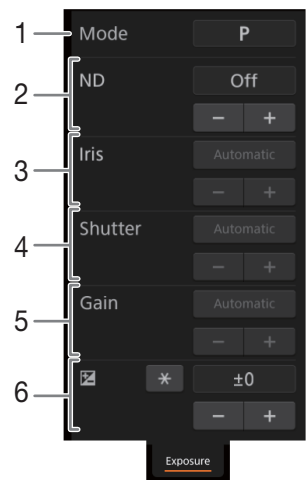 1 Mode P
2 ND Off
− +
3 Iris Automatic
− +
4 Shutter Automatic
− +
5 Gain Automatic
− +
6 ±0
− +
Exposure